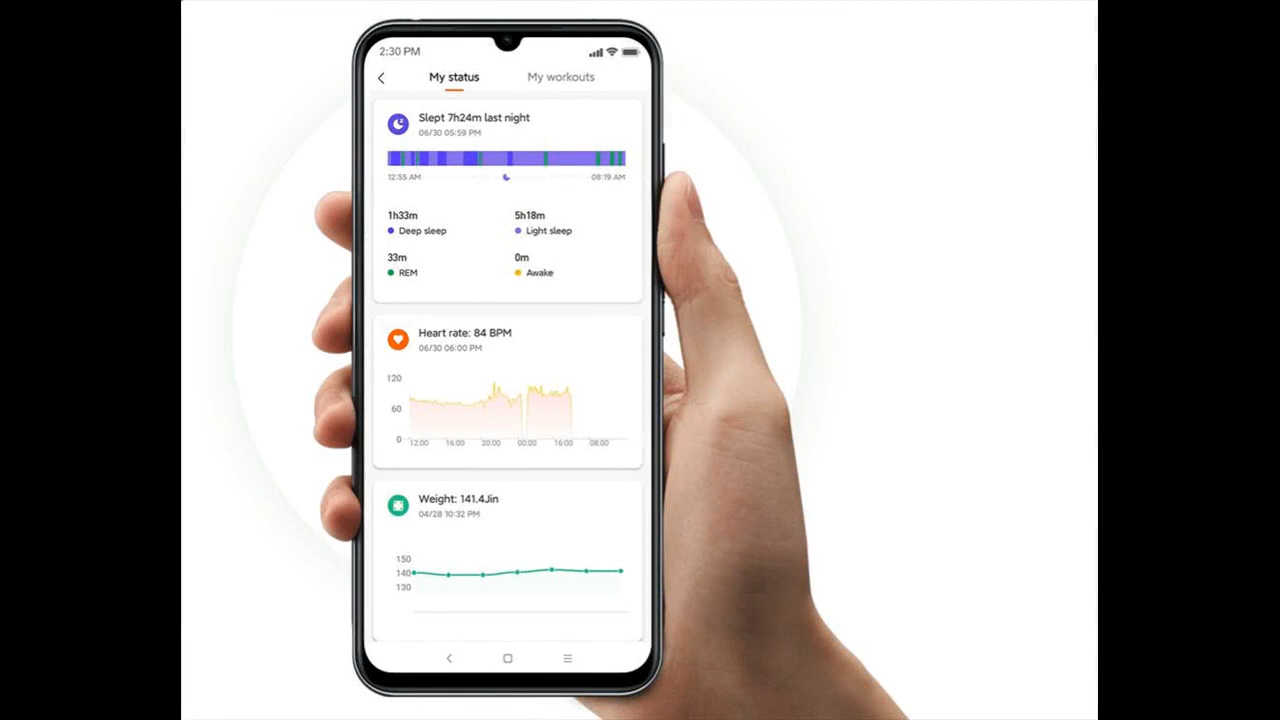 2:30 PM
My status My workouts
Slept 7h24m last night
06/30 05:59 PM
12:55 AM 08:19 AM
1h33m 5h18m
Deep sleep Light sleep
33m 0m
REM Awake
Heart rate: 84 BPM
06/30 06:00 PM
120
60
0
12:00 16:00 20:00 00:00 16:00 08:00
Weight: 141.4Jin
04/28 10:32 PM
150
140
130